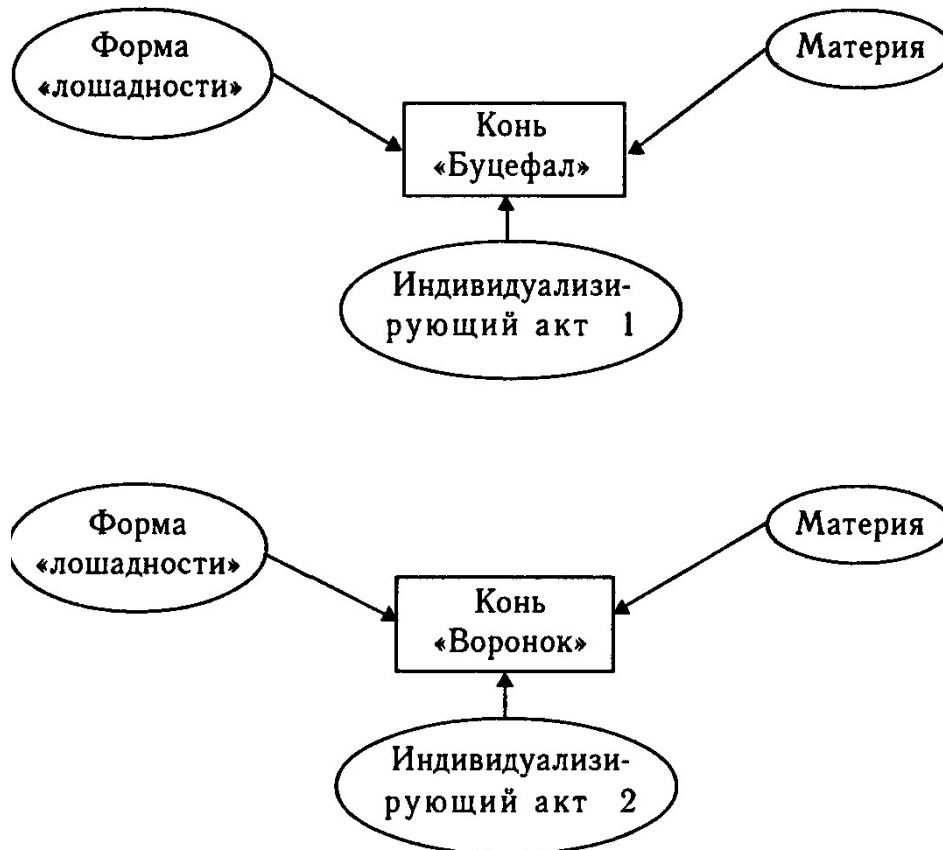 Форма
«лошадности»
Материя
Конь
«Буцефал»
Индивидуализи-
рующий акт 1
Форма
«лошадности»
Материя
Конь
«Воронок»
Индивидуализи-
рующий акт 2